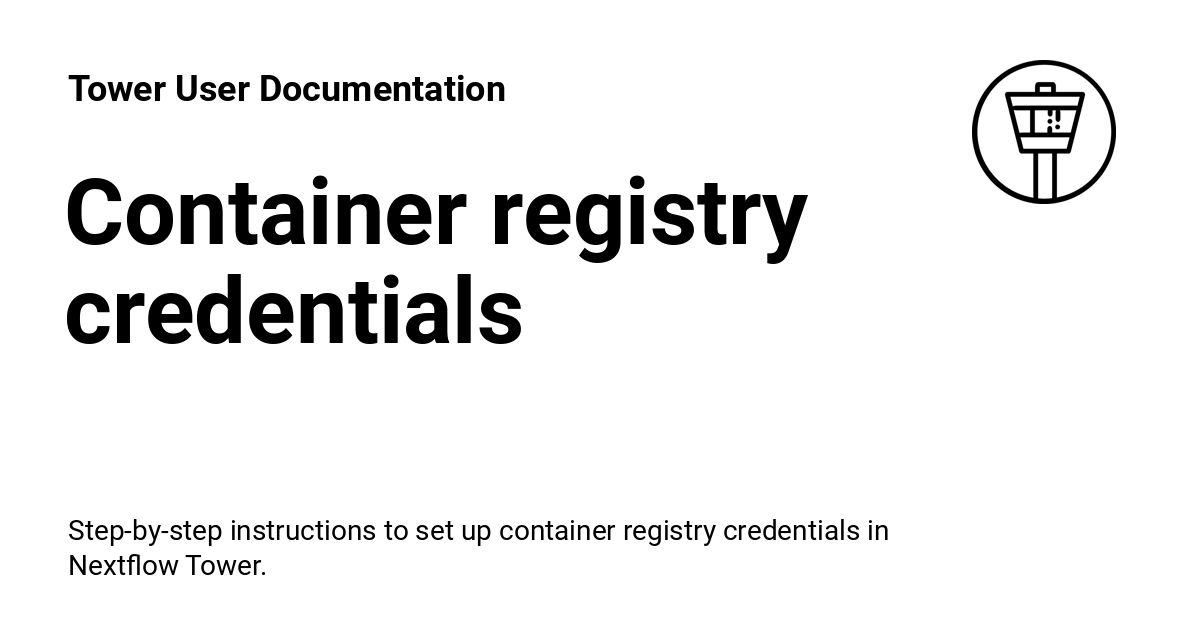 Tower User Documentation
Container registry
credentials
Step-by-step instructions to set up container registry credentials in
Nextflow Tower.